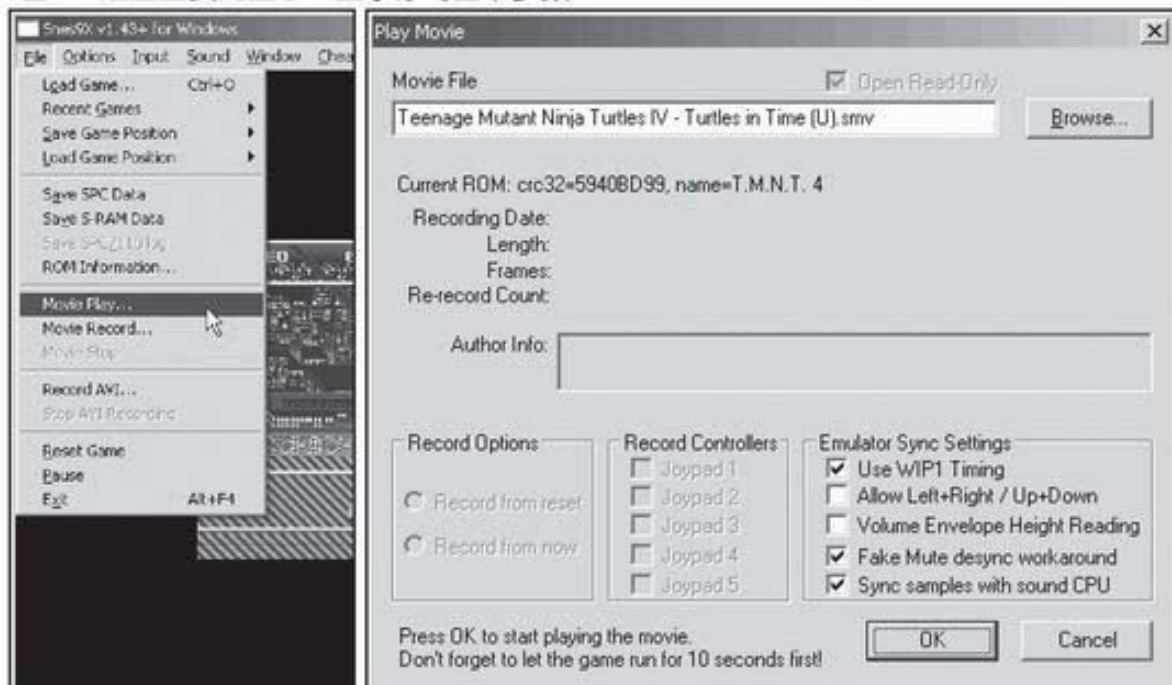 Snes9X v1.43+ for Windows
File Options Input Sound Window Chea
Load Game... Ctrl+O
Recent Games
Save Game Position
Load Game Position
Save SPC Data
Save S-RAM Data
ROM Information...
Movie Play...
Movie Record...
Movie Stop
Record AVI...
Stop AVI Recording
Reset Game
Pause
Exit Alt+F4
Play Movie
Movie File
Open Read-Only
Teenage Mutant Ninja Turtles IV - Turtles in Time (U).smv
Browse...
Current ROM: crc32=5940BD99, name=T.M.N.T. 4
Recording Date:
Length:
Frames:
Re-record Count:
Author Info:
Record Options
Record from reset
Record from now
Record Controllers
Joypad 1
Joypad 2
Joypad 3
Joypad 4
Joypad 5
Emulator Sync Settings
Use WIP1 Timing
Allow Left+Right / Up+Down
Volume Envelope Height Reading
Fake Mute desync workaround
Sync samples with sound CPU
Press OK to start playing the movie.
Don't forget to let the game run for 10 seconds first!
OK
Cancel